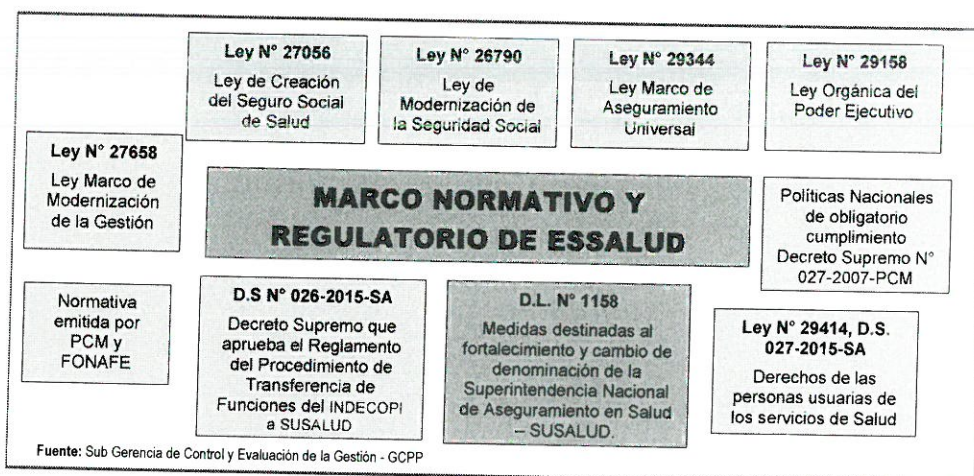 Ley N° 27056
Ley de Creación
del Seguro Social
de Salud
Ley N° 26790
Ley de
Modernización de
la Seguridad Social
Ley N° 29344
Ley Marco de
Aseguramiento
Universal
Ley N° 29158
Ley Orgánica del
Poder Ejecutivo
Ley N° 27658
Ley Marco de
Modernización
de la Gestión
MARCO NORMATIVO Y
REGULATORIO DE ESSALUD
Políticas Nacionales
de obligatorio
cumplimiento
Decreto Supremo N°
027-2007-PCM
Normativa
emitida por
PCM y
FONAFE
D.S N° 026-2015-SA
Decreto Supremo que
aprueba el Reglamento
del Procedimiento de
Transferencia de
Funciones del INDECOPI
a SUSALUD
D.L. N° 1158
Medidas destinadas al
fortalecimiento y cambio de
denominación de la
Superintendencia Nacional
de Aseguramiento en Salud
– SUSALUD.
Ley N° 29414, D.S.
027-2015-SA
Derechos de las
personas usuarias de
los servicios de Salud
Fuente: Sub Gerencia de Control y Evaluación de la Gestión - GCPP